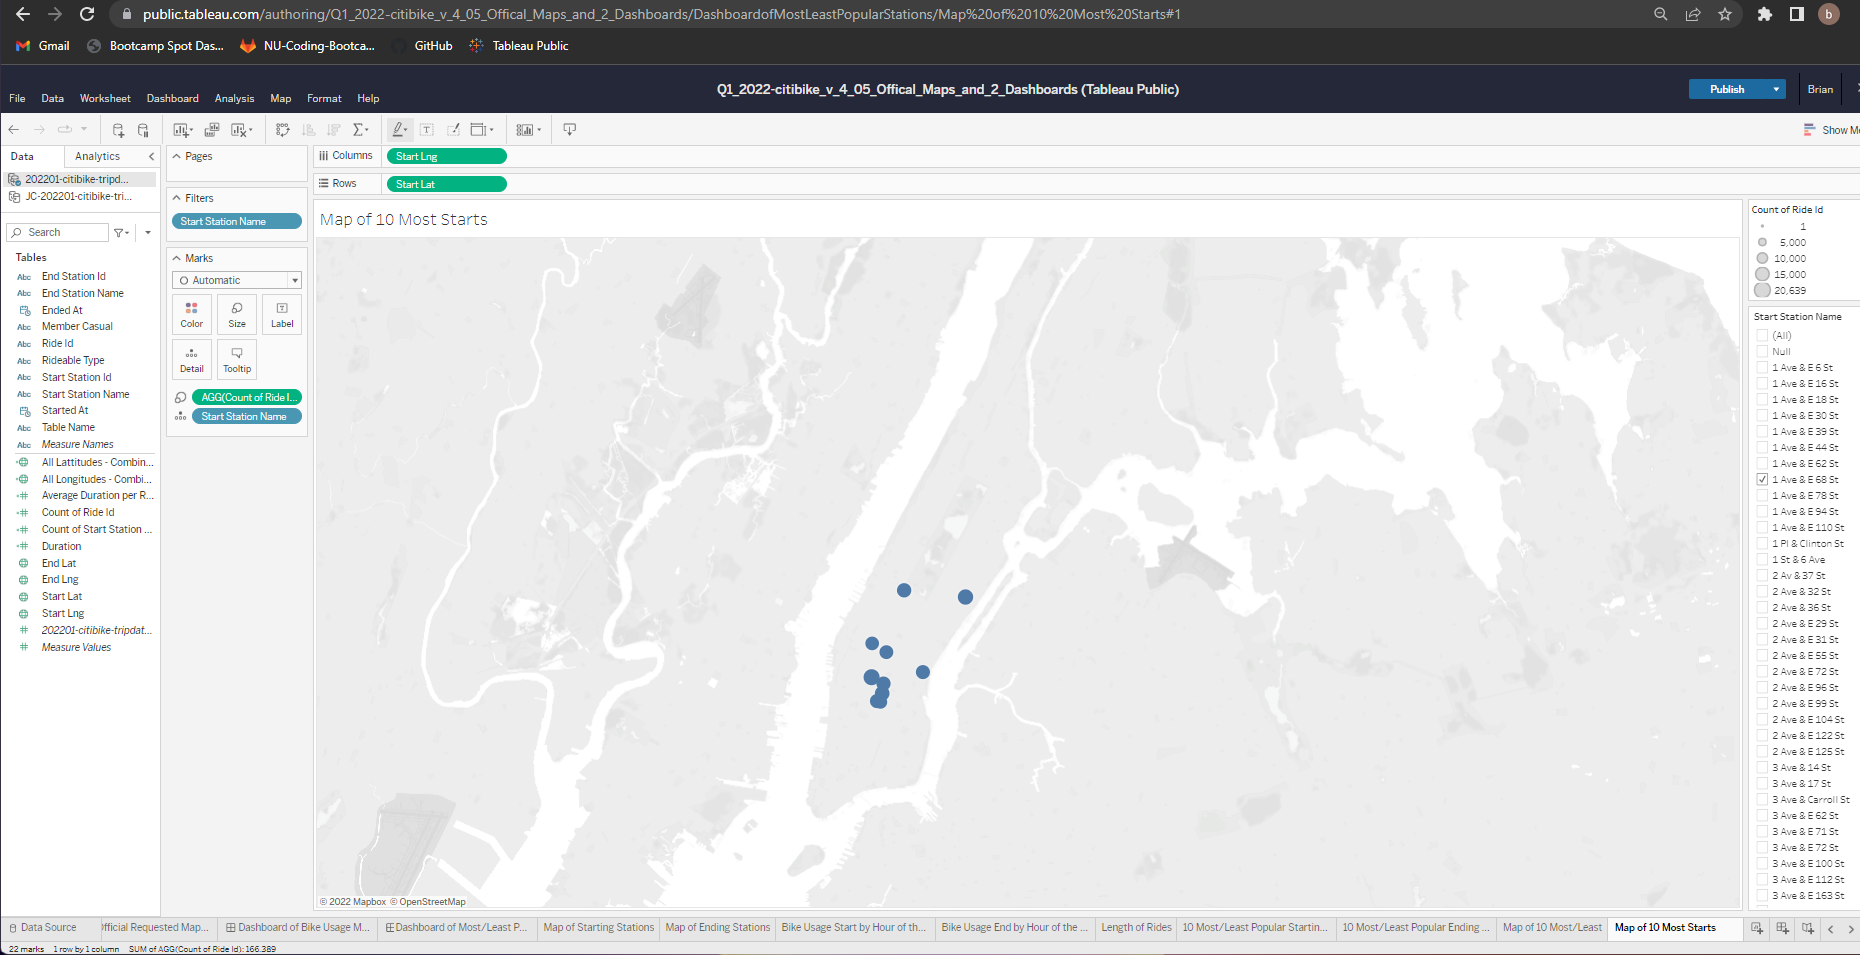 public.tableau.com/authoring/Q1_2022-citibike_v_4_05_Offical_Maps_and_2_Dashboards/DashboardofMostLeastPopularStations/Map%20of%2010%20Most%20Starts#1
b
Gmail
Bootcamp Spot Das...
NU-Coding-Bootca...
GitHub
Tableau Public
Q1_2022-citibike_v_4_05_Offical_Maps_and_2_Dashboards (Tableau Public)
Publish
Brian
File Data Worksheet Dashboard Analysis Map Format Help
Show Me
Data
Analytics
202201-citibike-tripd...
JC-202201-citibike-tri...
Search
Tables
Abc End Station Id
Abc End Station Name
Ended At
Abc Member Casual
Abc Ride Id
Abc Rideable Type
Abc Start Station Id
Abc Start Station Name
Started At
Abc Table Name
Abc Measure Names
All Lattitudes - Combin...
All Longitudes - Combi...
Average Duration per R...
Count of Ride Id
Count of Start Station ...
Duration
End Lat
End Lng
Start Lat
Start Lng
202201-citibike-tripdat...
Measure Values
Pages
Filters
Start Station Name
Marks
Automatic
Color
Size
Label
Detail
Tooltip
AGG(Count of Ride I...
Start Station Name
Columns
Start Lng
Rows
Start Lat
Map of 10 Most Starts
© 2022 Mapbox © OpenStreetMap
Count of Ride Id
1
5,000
10,000
15,000
20,639
Start Station Name
(All)
Null
1 Ave & E 6 St
1 Ave & E 16 St
1 Ave & E 18 St
1 Ave & E 30 St
1 Ave & E 39 St
1 Ave & E 44 St
1 Ave & E 62 St
1 Ave & E 68 St
1 Ave & E 78 St
1 Ave & E 94 St
1 Ave & E 110 St
1 Pl & Clinton St
1 St & 6 Ave
2 Av & 37 St
2 Ave & 32 St
2 Ave & 36 St
2 Ave & E 29 St
2 Ave & E 31 St
2 Ave & E 55 St
2 Ave & E 72 St
2 Ave & E 96 St
2 Ave & E 99 St
2 Ave & E 104 St
2 Ave & E 122 St
2 Ave & E 125 St
3 Ave & 14 St
3 Ave & 17 St
3 Ave & Carroll St
3 Ave & E 62 St
3 Ave & E 71 St
3 Ave & E 72 St
3 Ave & E 100 St
3 Ave & E 112 St
3 Ave & E 163 St
Data Source
Official Requested Map...
Dashboard of Bike Usage M...
Dashboard of Most/Least P...
Map of Starting Stations
Map of Ending Stations
Bike Usage Start by Hour of th...
Bike Usage End by Hour of the ...
Length of Rides
10 Most/Least Popular Startin...
10 Most/Least Popular Ending ...
Map of 10 Most/Least
Map of 10 Most Starts
22 marks 1 row by 1 column SUM of AGG(Count of Ride Id): 166,389